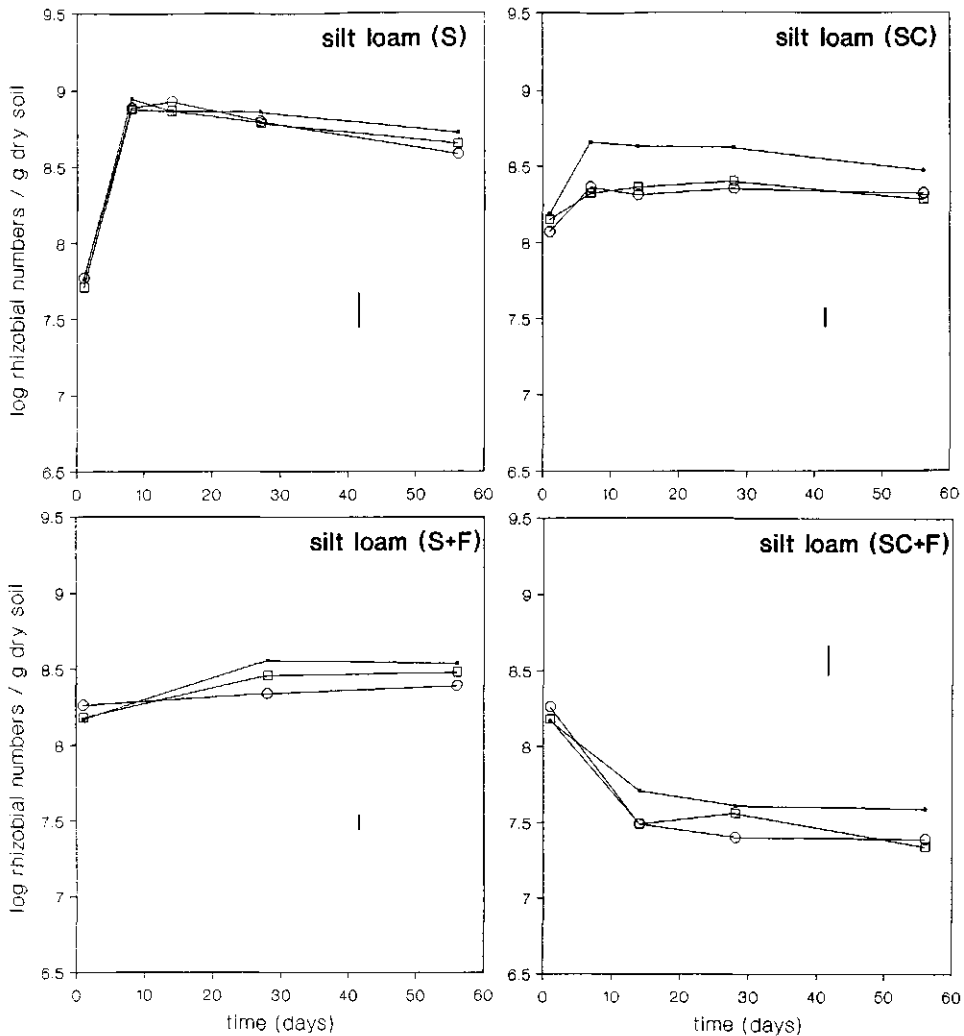 silt loam (S)
9.5
9
8.5
8
7.5
7
6.5
0 10 20 30 40 50 60
log rhizobial numbers / g dry soil
silt loam (SC)
9.5
9
8.5
8
7.5
7
6.5
0 10 20 30 40 50 60
silt loam (S+F)
9.5
9
8.5
8
7.5
7
6.5
0 10 20 30 40 50 60
log rhizobial numbers / g dry soil
time (days)
silt loam (SC+F)
9.5
9
8.5
8
7.5
7
6.5
0 10 20 30 40 50 60
time (days)